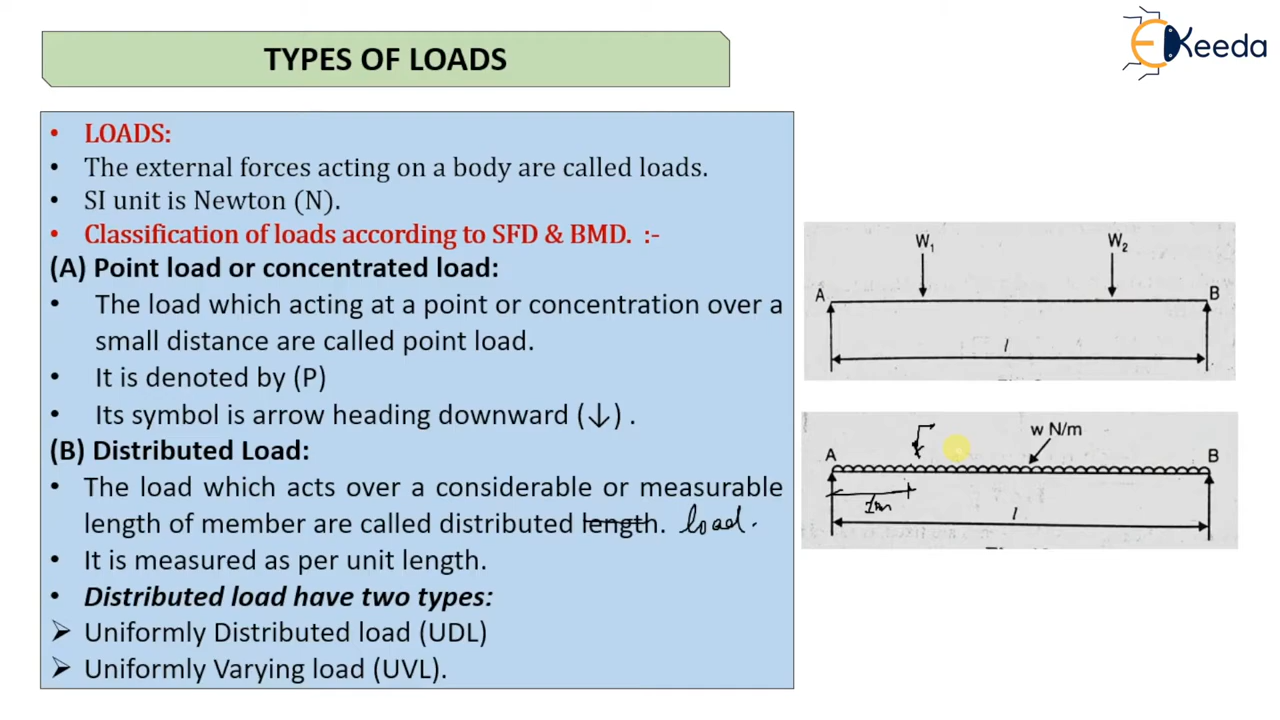 TYPES OF LOADS
EKeeda
• LOADS:
• The external forces acting on a body are called loads.
• SI unit is Newton (N).
• Classification of loads according to SFD & BMD. :-
(A) Point load or concentrated load:
• The load which acting at a point or concentration over a
small distance are called point load.
• It is denoted by (P)
• Its symbol is arrow heading downward (↓) .
(B) Distributed Load:
• The load which acts over a considerable or measurable
length of member are called distributed length. load.
• It is measured as per unit length.
• Distributed load have two types:
➢ Uniformly Distributed load (UDL)
➢ Uniformly Varying load (UVL).
W₁ W₂
A B
l
w N/m
A B
1m
l